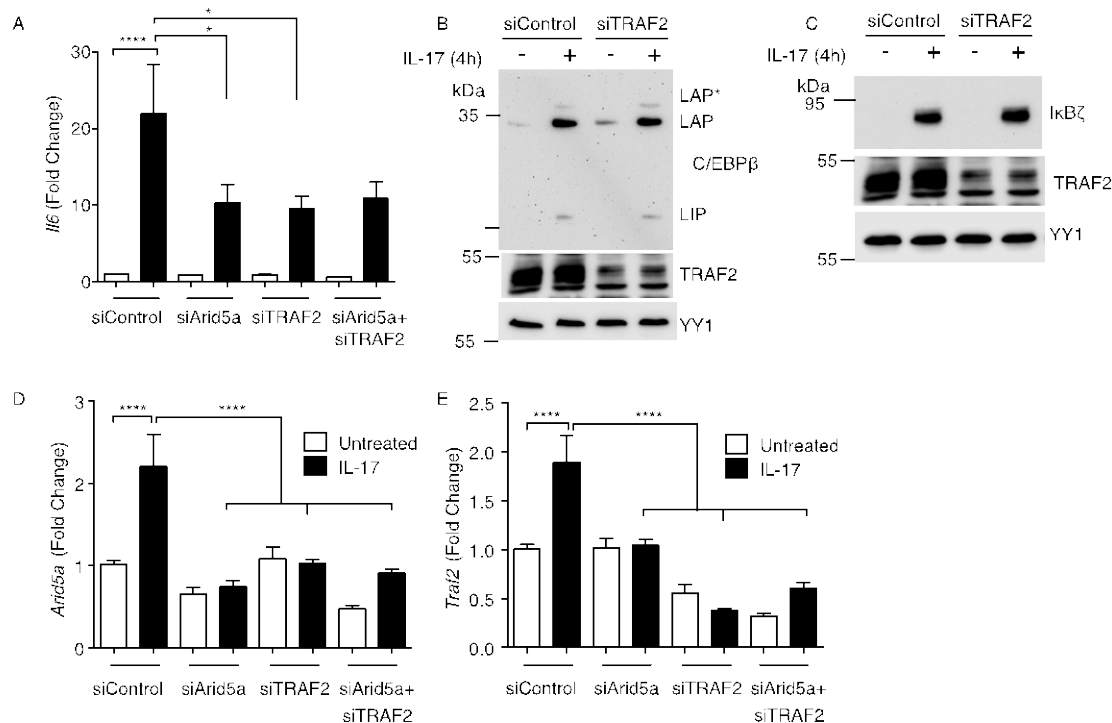 A
Il6 (Fold Change)
30
20
10
0
****
*
*
siControl
siArid5a
siTRAF2
siArid5a+
siTRAF2
B
siControl
siTRAF2
IL-17 (4h)
-
+
-
+
kDa
35
LAP*
LAP
C/EBPβ
LIP
55
TRAF2
YY1
55
C
siControl
siTRAF2
IL-17 (4h)
-
+
-
+
kDa
95
IκBζ
55
TRAF2
YY1
55
D
Arid5a (Fold Change)
3
2
1
0
****
****
Untreated
IL-17
siControl
siArid5a
siTRAF2
siArid5a+
siTRAF2
E
Traf2 (Fold Change)
2.5
2.0
1.5
1.0
0.5
0.0
****
****
Untreated
IL-17
siControl
siArid5a
siTRAF2
siArid5a+
siTRAF2